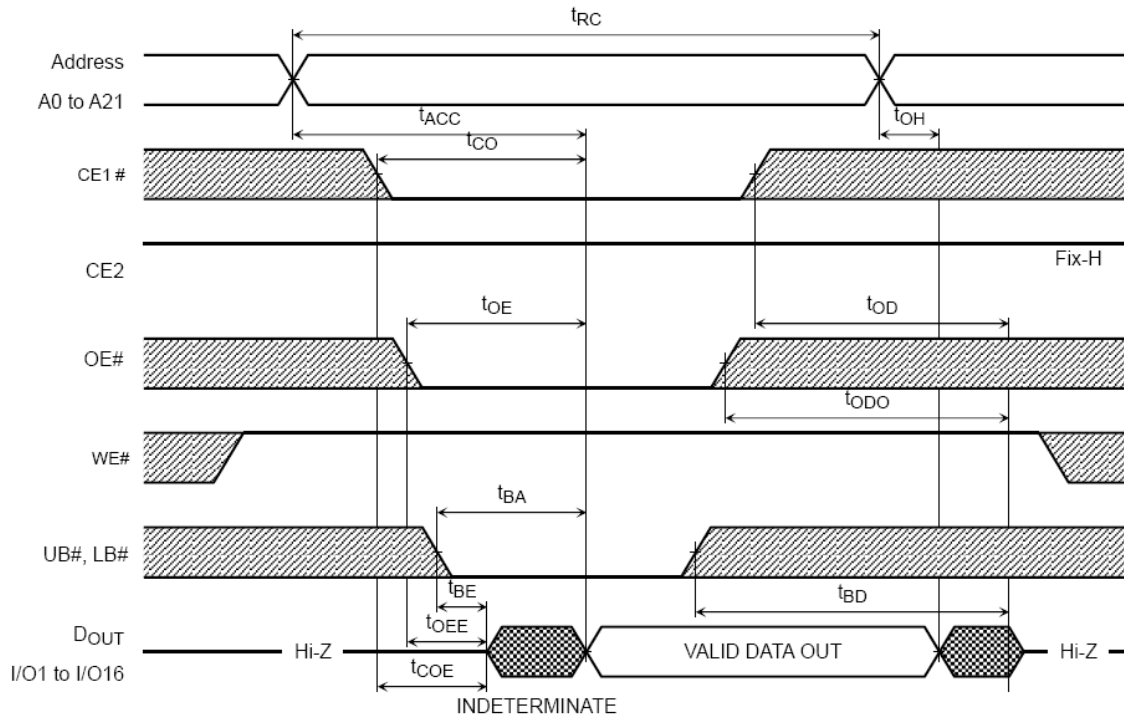 tRC
Address
A0 to A21
tACC
tOH
tCO
CE1 #
Fix-H
CE2
tOE
tOD
OE#
tODO
WE#
tBA
UB#, LB#
tBE
tBD
tOEE
DOUT
Hi-Z
VALID DATA OUT
Hi-Z
I/O1 to I/O16
tCOE
INDETERMINATE